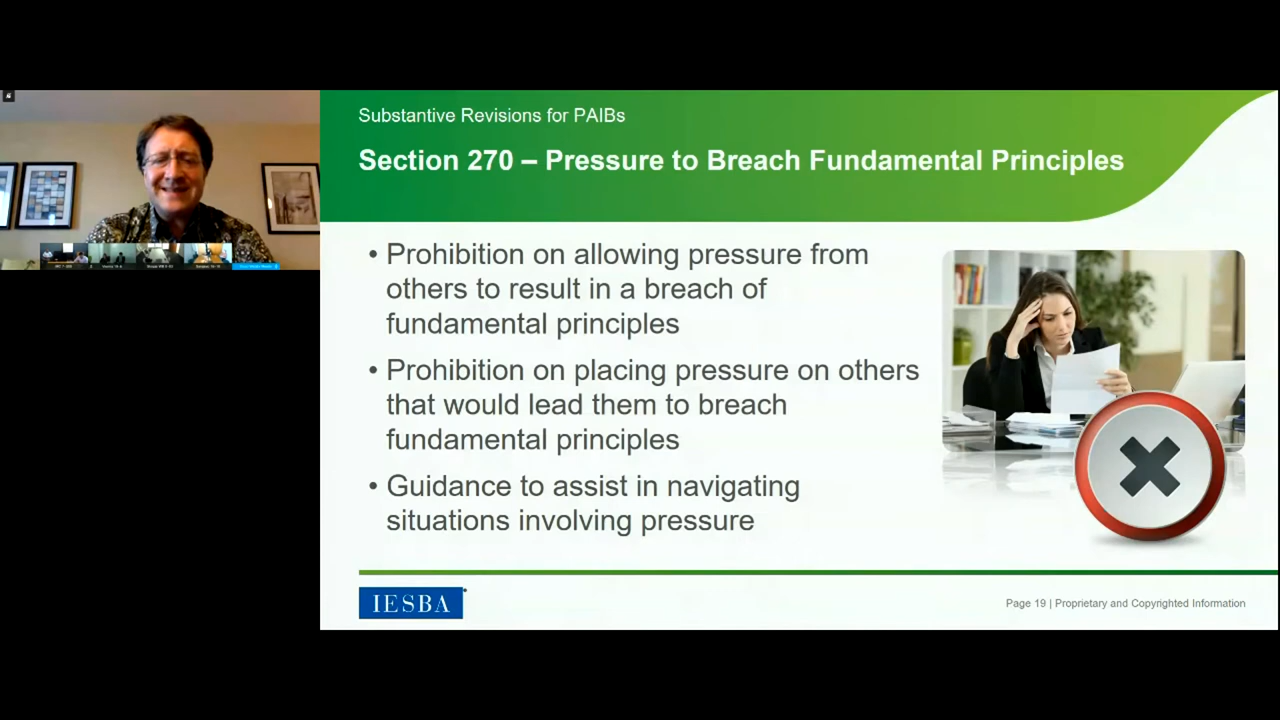 Substantive Revisions for PAIBs
Section 270 – Pressure to Breach Fundamental Principles
• Prohibition on allowing pressure from
others to result in a breach of
fundamental principles
• Prohibition on placing pressure on others
that would lead them to breach
fundamental principles
• Guidance to assist in navigating
situations involving pressure
IESBA
Page 19 | Proprietary and Copyrighted Information